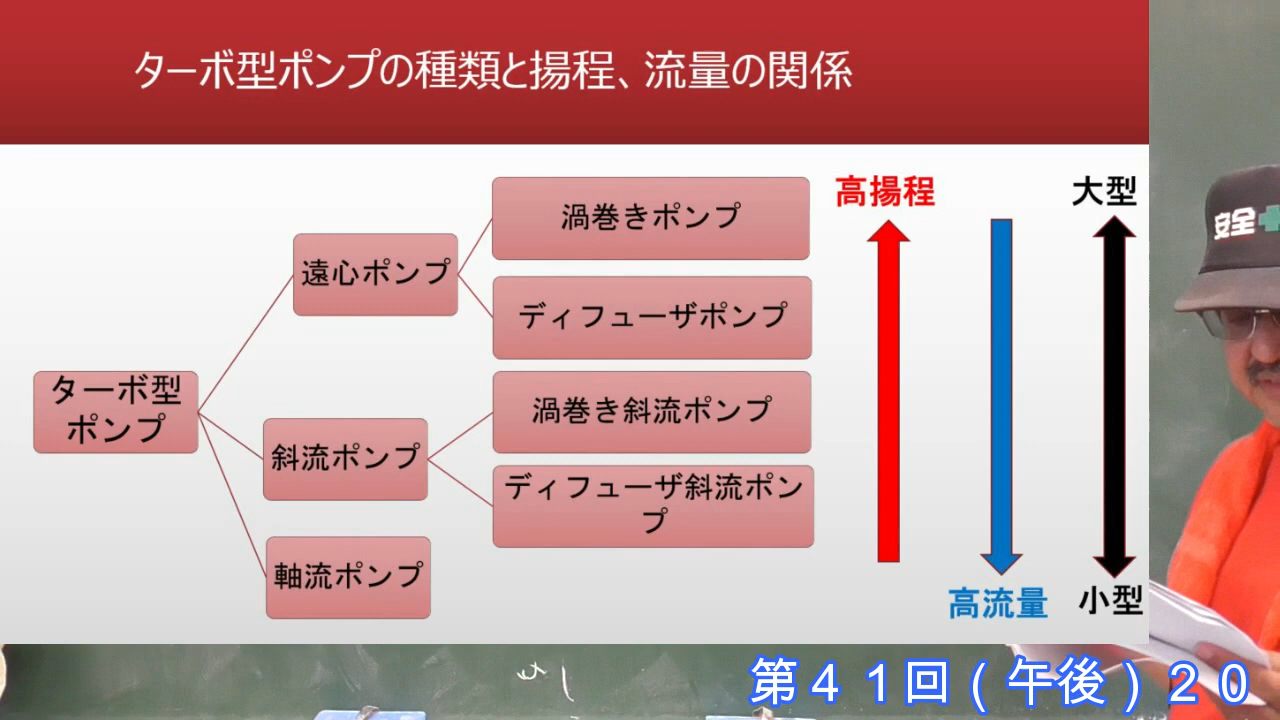 ターボ型ポンプの種類と揚程、流量の関係
高揚程
大型
渦巻きポンプ
遠心ポンプ
ディフューザポンプ
ターボ型
ポンプ
渦巻き斜流ポンプ
斜流ポンプ
ディフューザ斜流ポン
プ
軸流ポンプ
高流量
小型
安全
第41回(午後)20